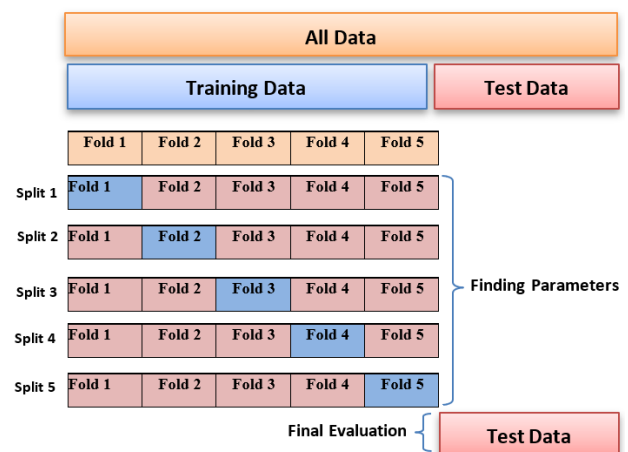 All Data
Training Data Test Data
Fold 1 Fold 2 Fold 3 Fold 4 Fold 5
Split 1 Fold 1 Fold 2 Fold 3 Fold 4 Fold 5
Split 2 Fold 1 Fold 2 Fold 3 Fold 4 Fold 5
Split 3 Fold 1 Fold 2 Fold 3 Fold 4 Fold 5
Finding Parameters
Split 4 Fold 1 Fold 2 Fold 3 Fold 4 Fold 5
Split 5 Fold 1 Fold 2 Fold 3 Fold 4 Fold 5
Final Evaluation Test Data